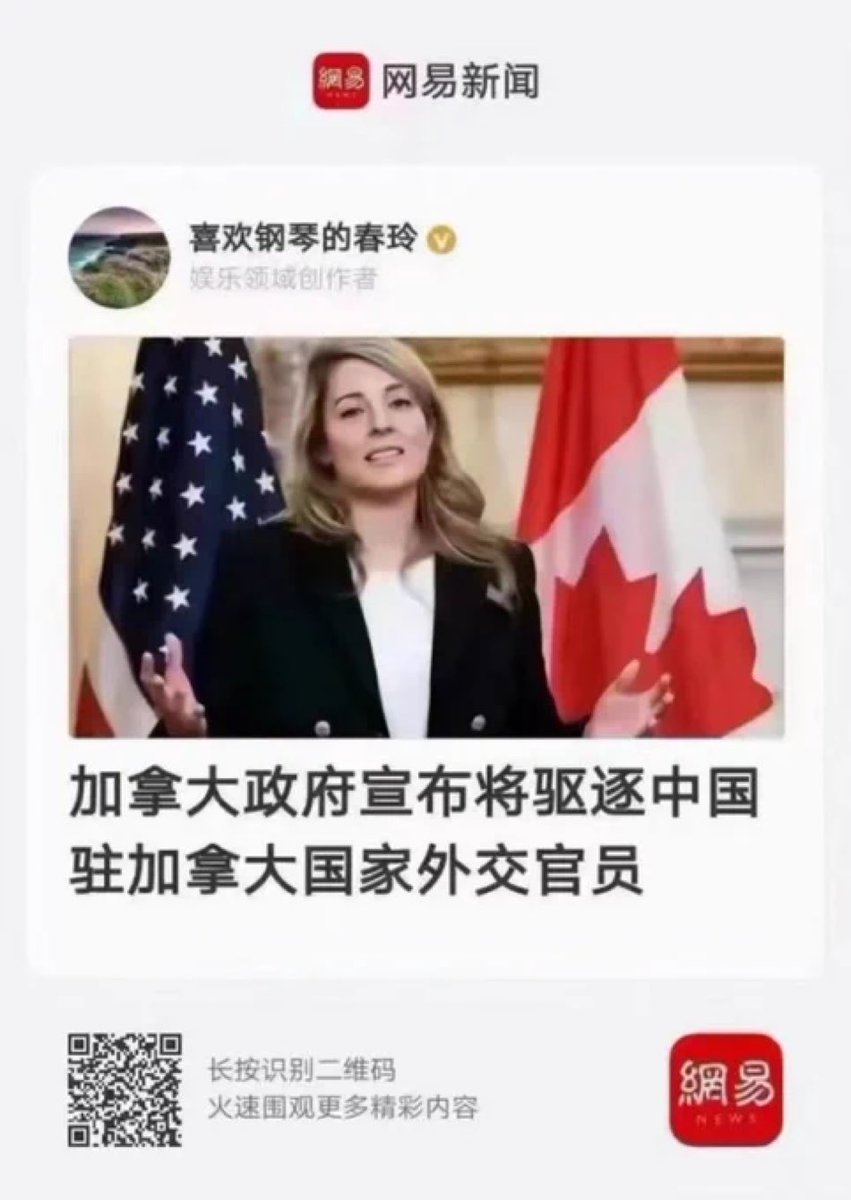 網易
NEWS
网易新闻
喜欢钢琴的春玲
V
娱乐领域创作者
加拿大政府宣布将驱逐中国
驻加拿大国家外交官员
长按识别二维码
火速围观更多精彩内容
網易
NEWS